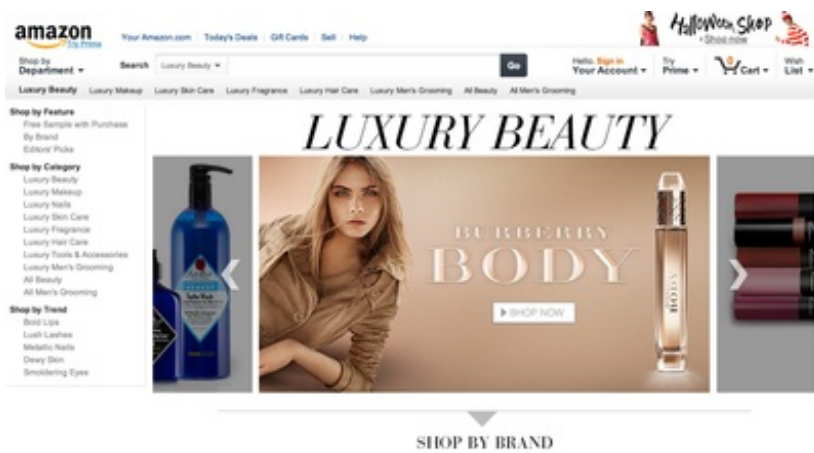 amazon
Try Prime
Your Amazon.com Today's Deals Gift Cards Sell Help
Halloween Shop
Shop now
Shop by
Department
Search Luxury Beauty Go
Hello. Sign in
Your Account
Try
Prime
0
Cart
Wish
List
Luxury Beauty Luxury Makeup Luxury Skin Care Luxury Fragrance Luxury Hair Care Luxury Men's Grooming All Beauty All Men's Grooming
Shop by Feature
Free Sample with Purchase
By Brand
Editors' Picks
Shop by Category
Luxury Beauty
Luxury Makeup
Luxury Nails
Luxury Skin Care
Luxury Fragrance
Luxury Hair Care
Luxury Tools & Accessories
Luxury Men's Grooming
All Beauty
All Men's Grooming
Shop by Trend
Bold Lips
Lush Lashes
Metallic Nails
Dewy Skin
Smoldering Eyes
LUXURY BEAUTY
BURBERRY
BODY
SHOP NOW
BODY
SHOP BY BRAND